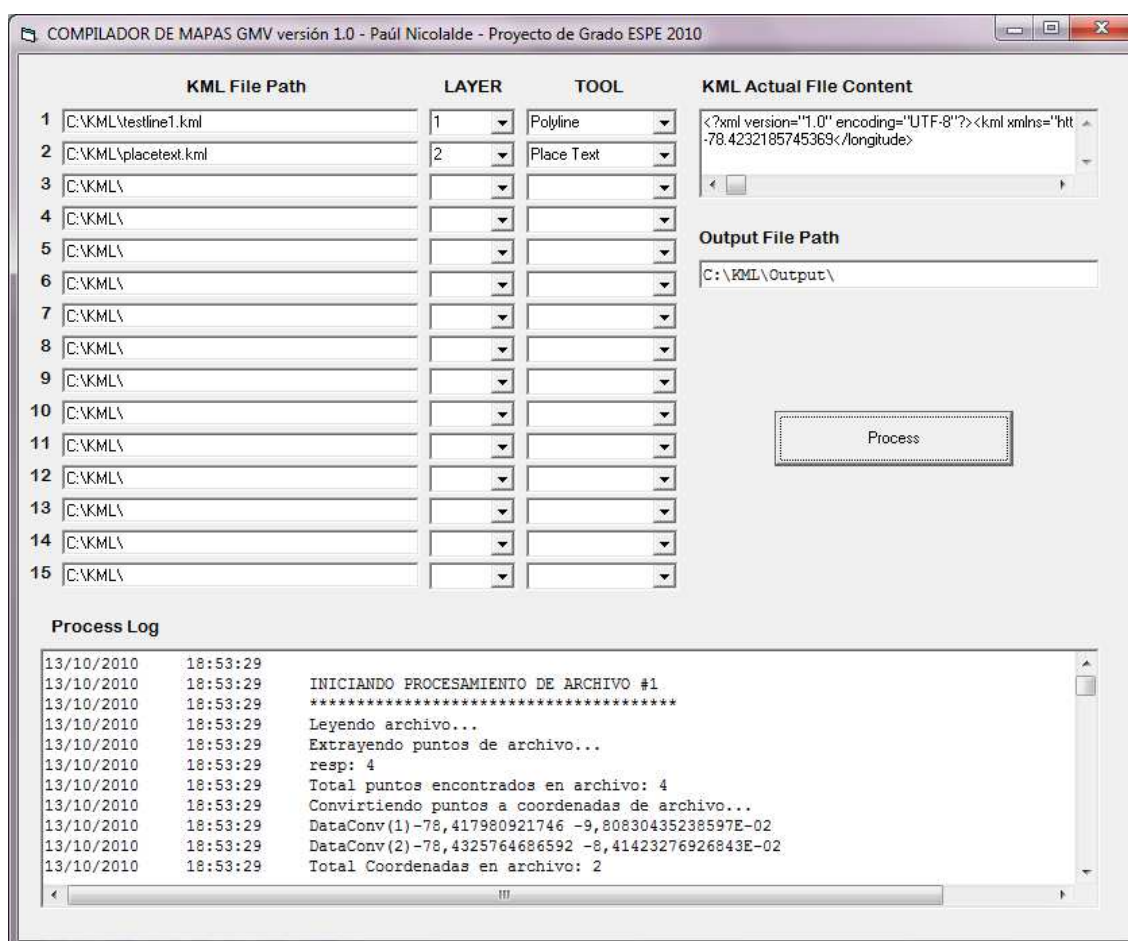 COMPILADOR DE MAPAS GMV versión 1.0 - Paúl Nicolalde - Proyecto de Grado ESPE 2010
KML File Path LAYER TOOL
1 C:\KML\testline1.kml 1 Polyline
2 C:\KML\placetext.kml 2 Place Text
3 C:\KML\
4 C:\KML\
5 C:\KML\
6 C:\KML\
7 C:\KML\
8 C:\KML\
9 C:\KML\
10 C:\KML\
11 C:\KML\
12 C:\KML\
13 C:\KML\
14 C:\KML\
15 C:\KML\
KML Actual FIle Content
<?xml version="1.0" encoding="UTF-8"?><kml xmlns="htt
-78.4232185745369</longitude>
Output File Path
C:\KML\Output\
Process
Process Log
13/10/2010 18:53:29
13/10/2010 18:53:29 INICIANDO PROCESAMIENTO DE ARCHIVO #1
13/10/2010 18:53:29 ***************************************
13/10/2010 18:53:29 Leyendo archivo...
13/10/2010 18:53:29 Extrayendo puntos de archivo...
13/10/2010 18:53:29 resp: 4
13/10/2010 18:53:29 Total puntos encontrados en archivo: 4
13/10/2010 18:53:29 Convirtiendo puntos a coordenadas de archivo...
13/10/2010 18:53:29 DataConv(1)-78,417980921746 -9,80830435238597E-02
13/10/2010 18:53:29 DataConv(2)-78,4325764686592 -8,41423276926843E-02
13/10/2010 18:53:29 Total Coordenadas en archivo: 2